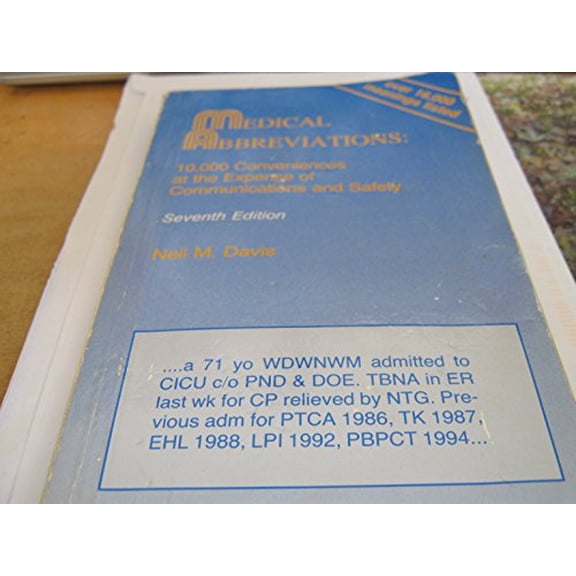 Over 16,000
meanings listed
MEDICAL
ABBREVIATIONS:
10,000 Conveniences
at the Expense of
Communications and Safety
Seventh Edition
Neil M. Davis
....a 71 yo WDWNWM admitted to
CICU c/o PND & DOE. TBNA in ER
last wk for CP relieved by NTG. Pre-
vious adm for PTCA 1986, TK 1987,
EHL 1988, LPI 1992, PBPCT 1994...